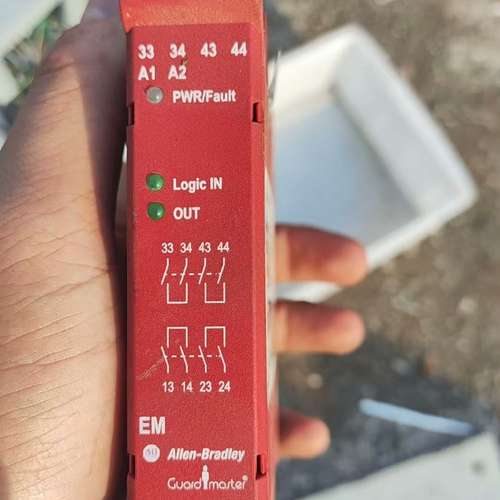 33 34 43 44
A1 A2
PWR/Fault
Logic IN
OUT
33 34 43 44
13 14 23 24
EM
Allen-Bradley
Guardmaster